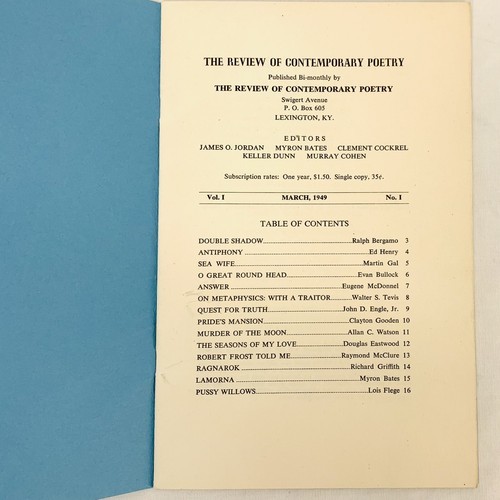 THE REVIEW OF CONTEMPORARY POETRY
Published Bi-monthly by
THE REVIEW OF CONTEMPORARY POETRY
Swigert Avenue
P. O. Box 605
LEXINGTON, KY.
EDITORS
JAMES O. JORDAN MYRON BATES CLEMENT COCKREL
KELLER DUNN MURRAY COHEN
Subscription rates: One year, $1.50. Single copy, 35¢.
Vol. I MARCH, 1949 No. I
TABLE OF CONTENTS
DOUBLE SHADOW Ralph Bergamo 3
ANTIPHONY Ed Henry 4
SEA WIFE Martin Gal 5
O GREAT ROUND HEAD Evan Bullock 6
ANSWER Eugene McDonnel 7
ON METAPHYSICS: WITH A TRAITOR Walter S. Tevis 8
QUEST FOR TRUTH John D. Engle, Jr. 9
PRIDE'S MANSION Clayton Gooden 10
MURDER OF THE MOON Allan C. Watson 11
THE SEASONS OF MY LOVE Douglas Eastwood 12
ROBERT FROST TOLD ME Raymond McClure 13
RAGNAROK Richard Griffith 14
LAMORNA Myron Bates 15
PUSSY WILLOWS Lois Flege 16